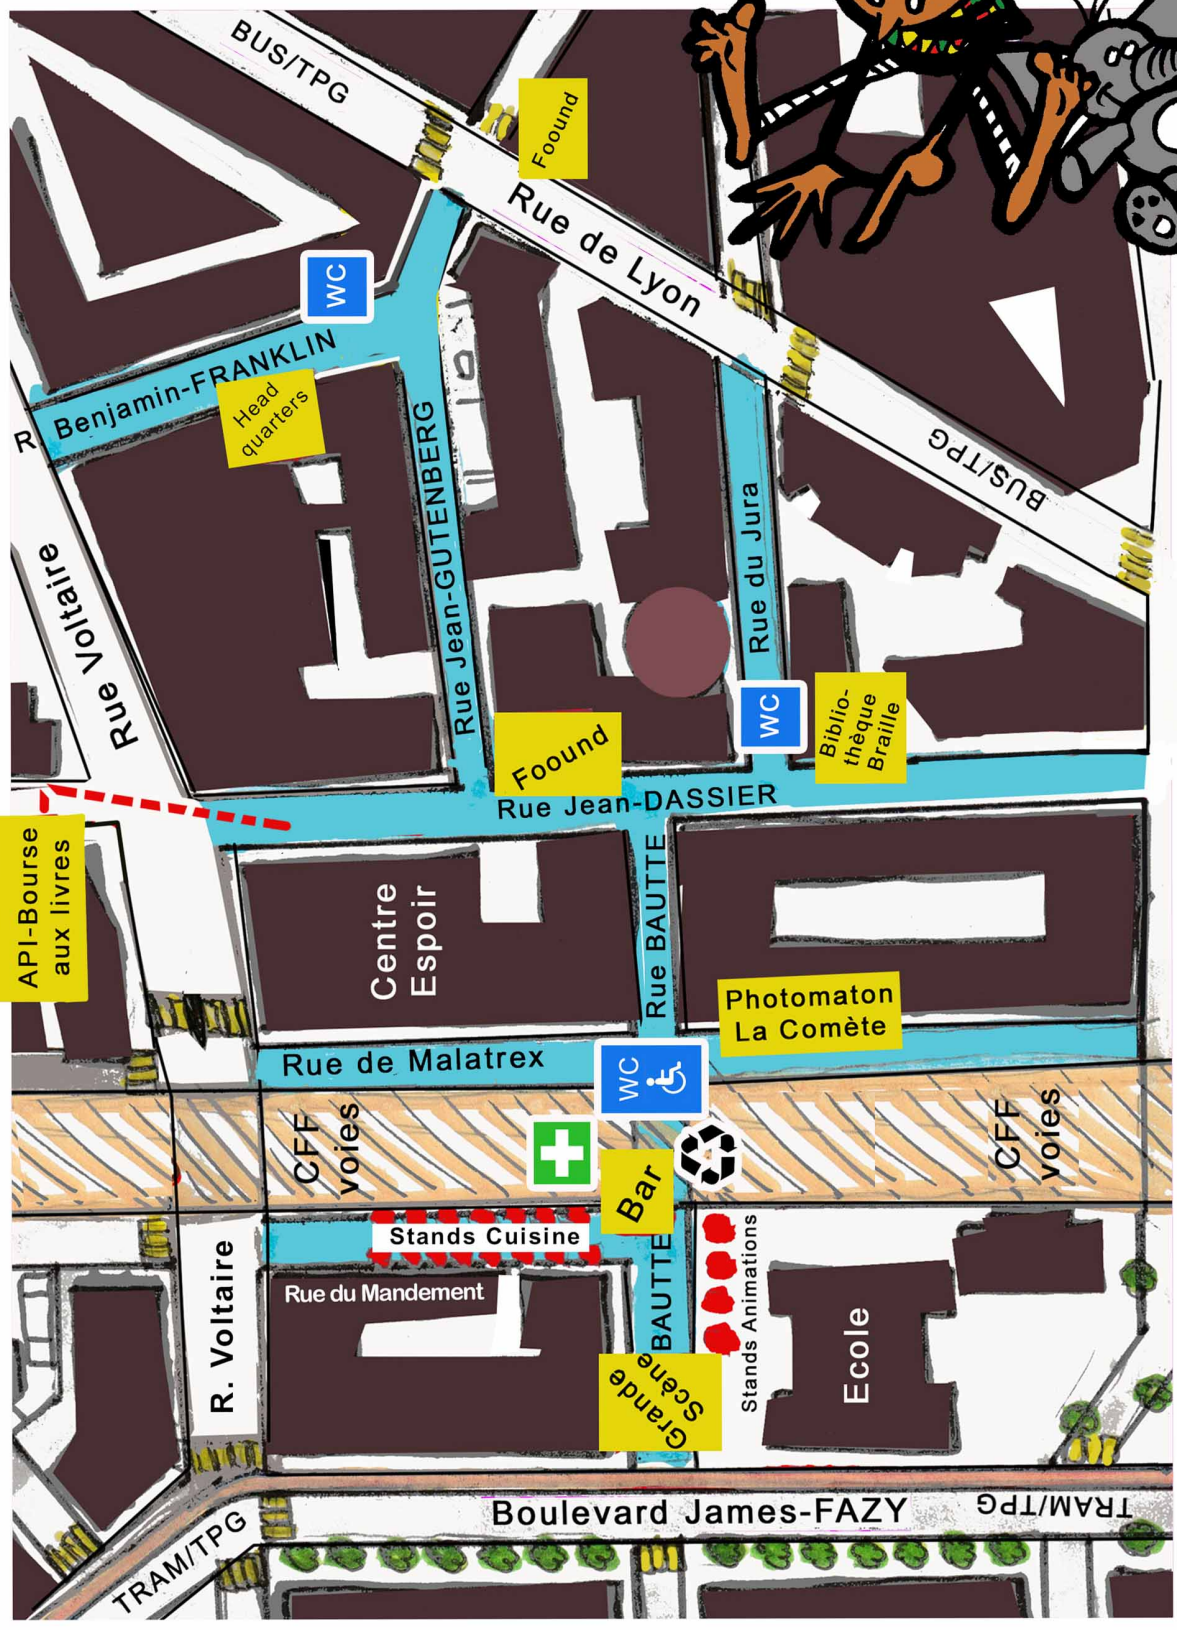 BUS/TPG
Foound
Rue de Lyon
WC
R Benjamin-FRANKLIN
Head
quarters
BUS/TPG
Rue Jean-GUTENBERG
Rue du Jura
Rue Voltaire
WC
Biblio-
thèque
Braille
Foound
Rue Jean-DASSIER
API-Bourse
aux livres
Centre
Espoir
Rue BAUTTE
Photomaton
La Comète
Rue de Malatrex
WC
CFF
voies
CFF
voies
Bar
Stands Cuisine
Rue du Mandement
R. Voltaire
BAUTTE
Stands Animations
Ecole
Grande
Scène
Boulevard James-FAZY
TRAM/TPG
TRAM/TPG